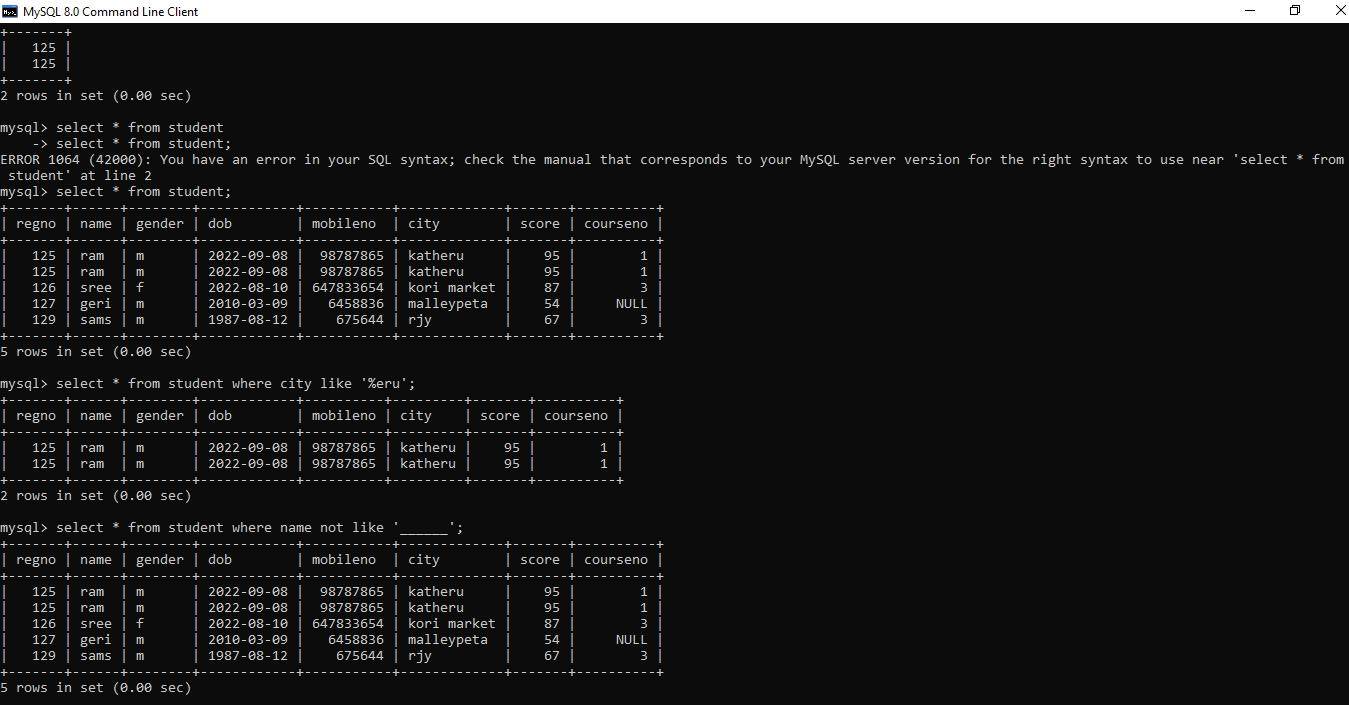 MySQL 8.0 Command Line Client
+-------+
|   125 |
|   125 |
+-------+
2 rows in set (0.00 sec)

mysql> select * from student
    -> select * from student;
ERROR 1064 (42000): You have an error in your SQL syntax; check the manual that corresponds to your MySQL server version for the right syntax to use near 'select * from
 student' at line 2
mysql> select * from student;
+-------+------+--------+------------+-----------+-------------+-------+----------+
| regno | name | gender | dob        | mobileno  | city        | score | courseno |
+-------+------+--------+------------+-----------+-------------+-------+----------+
|   125 | ram  | m      | 2022-09-08 |  98787865 | katheru     |    95 |        1 |
|   125 | ram  | m      | 2022-09-08 |  98787865 | katheru     |    95 |        1 |
|   126 | sree | f      | 2022-08-10 | 647833654 | kori market |    87 |        3 |
|   127 | geri | m      | 2010-03-09 |   6458836 | malleypeta  |    54 |     NULL |
|   129 | sams | m      | 1987-08-12 |    675644 | rjy         |    67 |        3 |
+-------+------+--------+------------+-----------+-------------+-------+----------+
5 rows in set (0.00 sec)

mysql> select * from student where city like '%eru';
+-------+------+--------+------------+----------+---------+-------+----------+
| regno | name | gender | dob        | mobileno | city    | score | courseno |
+-------+------+--------+------------+----------+---------+-------+----------+
|   125 | ram  | m      | 2022-09-08 | 98787865 | katheru |    95 |        1 |
|   125 | ram  | m      | 2022-09-08 | 98787865 | katheru |    95 |        1 |
+-------+------+--------+------------+----------+---------+-------+----------+
2 rows in set (0.00 sec)

mysql> select * from student where name not like '______';
+-------+------+--------+------------+-----------+-------------+-------+----------+
| regno | name | gender | dob        | mobileno  | city        | score | courseno |
+-------+------+--------+------------+-----------+-------------+-------+----------+
|   125 | ram  | m      | 2022-09-08 |  98787865 | katheru     |    95 |        1 |
|   125 | ram  | m      | 2022-09-08 |  98787865 | katheru     |    95 |        1 |
|   126 | sree | f      | 2022-08-10 | 647833654 | kori market |    87 |        3 |
|   127 | geri | m      | 2010-03-09 |   6458836 | malleypeta  |    54 |     NULL |
|   129 | sams | m      | 1987-08-12 |    675644 | rjy         |    67 |        3 |
+-------+------+--------+------------+-----------+-------------+-------+----------+
5 rows in set (0.00 sec)